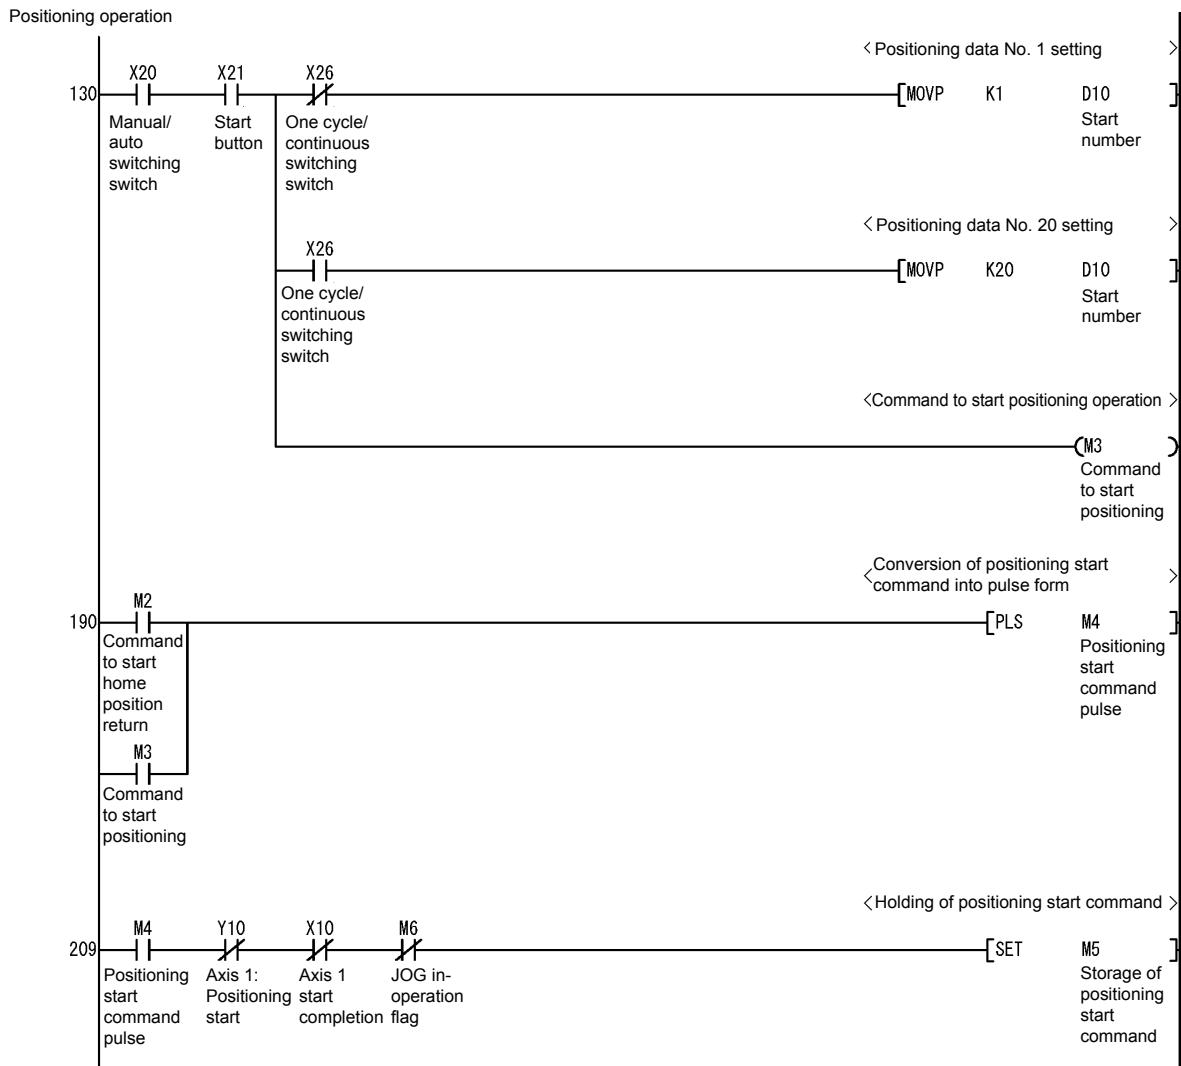 Positioning operation
<Positioning data No. 1 setting>
X20 X21 X26
130 [MOVP K1 D10 ]
Manual/
auto
switching
switch
Start
button
One cycle/
continuous
switching
switch
Start
number
<Positioning data No. 20 setting>
X26
[MOVP K20 D10 ]
One cycle/
continuous
switching
switch
Start
number
<Command to start positioning operation>
(M3 )
Command
to start
positioning
<Conversion of positioning start
command into pulse form>
M2
190 [PLS M4 ]
Command
to start
home
position
return
Positioning
start
command
pulse
M3
Command
to start
positioning
<Holding of positioning start command>
M4 Y10 X10 M6
209 [SET M5 ]
Positioning
start
command
pulse
Axis 1:
Positioning
start
Axis 1
start
completion
JOG in-
operation
flag
Storage of
positioning
start
command